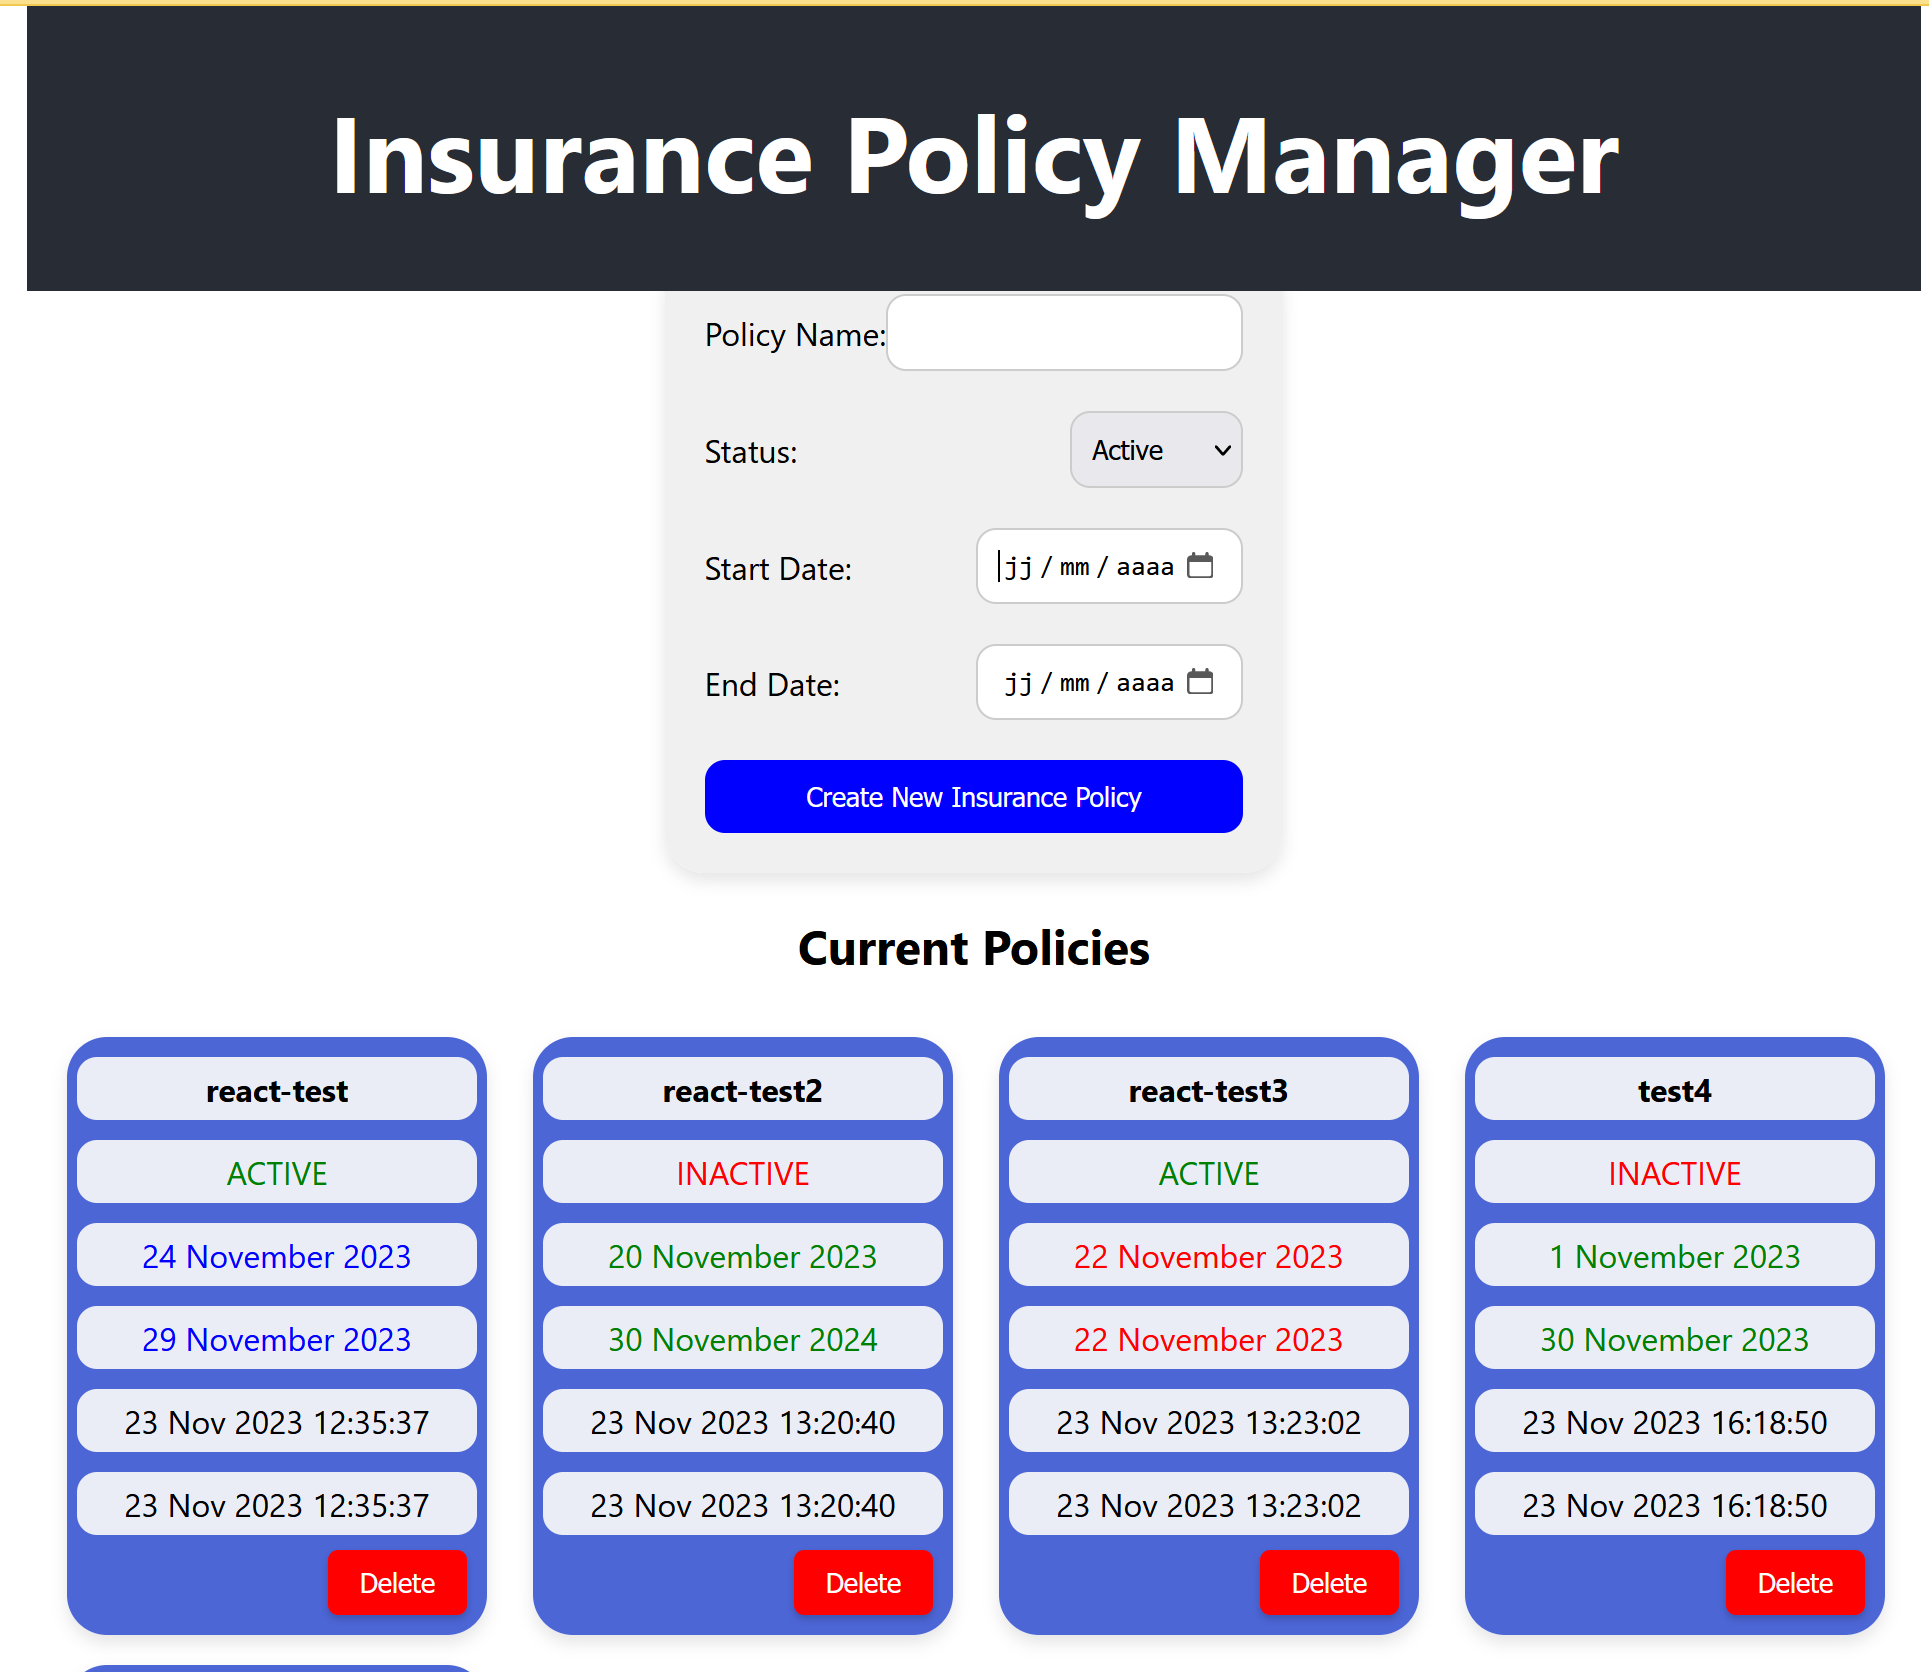 Insurance Policy Manager
Policy Name:
Status: Active
Start Date: jj/mm/aaaa
End Date: jj/mm/aaaa
Create New Insurance Policy
Current Policies
react-test
ACTIVE
24 November 2023
29 November 2023
23 Nov 2023 12:35:37
23 Nov 2023 12:35:37
Delete
react-test2
INACTIVE
20 November 2023
30 November 2024
23 Nov 2023 13:20:40
23 Nov 2023 13:20:40
Delete
react-test3
ACTIVE
22 November 2023
22 November 2023
23 Nov 2023 13:23:02
23 Nov 2023 13:23:02
Delete
test4
INACTIVE
1 November 2023
30 November 2023
23 Nov 2023 16:18:50
23 Nov 2023 16:18:50
Delete